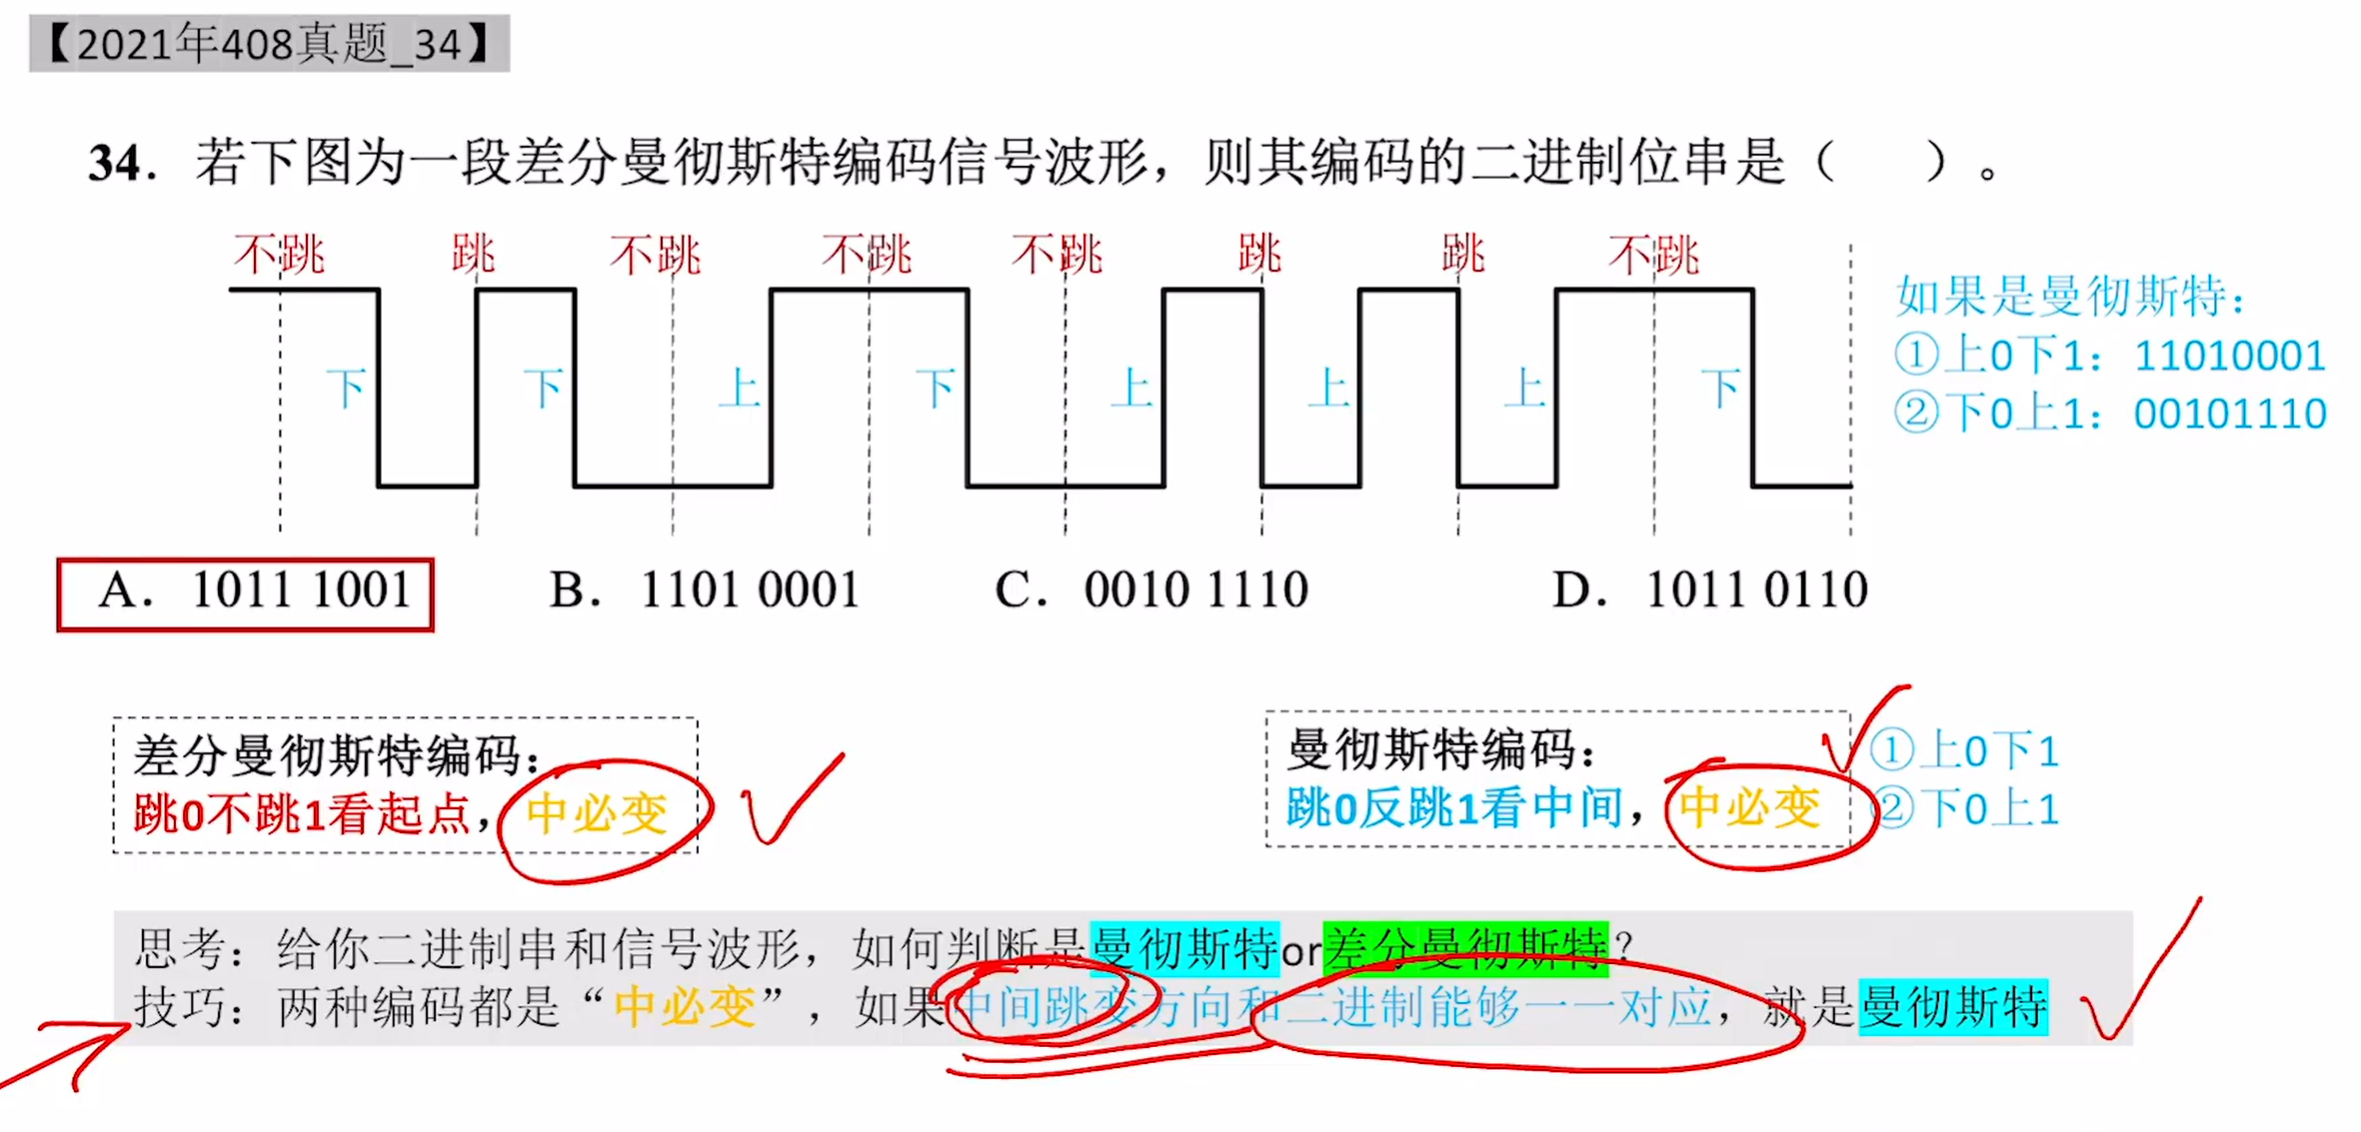 【2021年408真题_34】
34. 若下图为一段差分曼彻斯特编码信号波形，则其编码的二进制位串是（ ）。
不跳 跳 不跳 不跳 不跳 跳 跳 不跳
如果是曼彻斯特：
①上0下1：11010001
②下0上1：00101110
下 下 上 下 上 上 上 下
A. 1011 1001 B. 1101 0001 C. 0010 1110 D. 1011 0110
差分曼彻斯特编码：
跳0不跳1看起点，中必变
曼彻斯特编码：
跳0反跳1看中间，中必变
①上0下1
②下0上1
思考：给你二进制串和信号波形，如何判断是曼彻斯特or差分曼彻斯特？
技巧：两种编码都是“中必变”，如果中间跳变方向和二进制能够一一对应，就是曼彻斯特